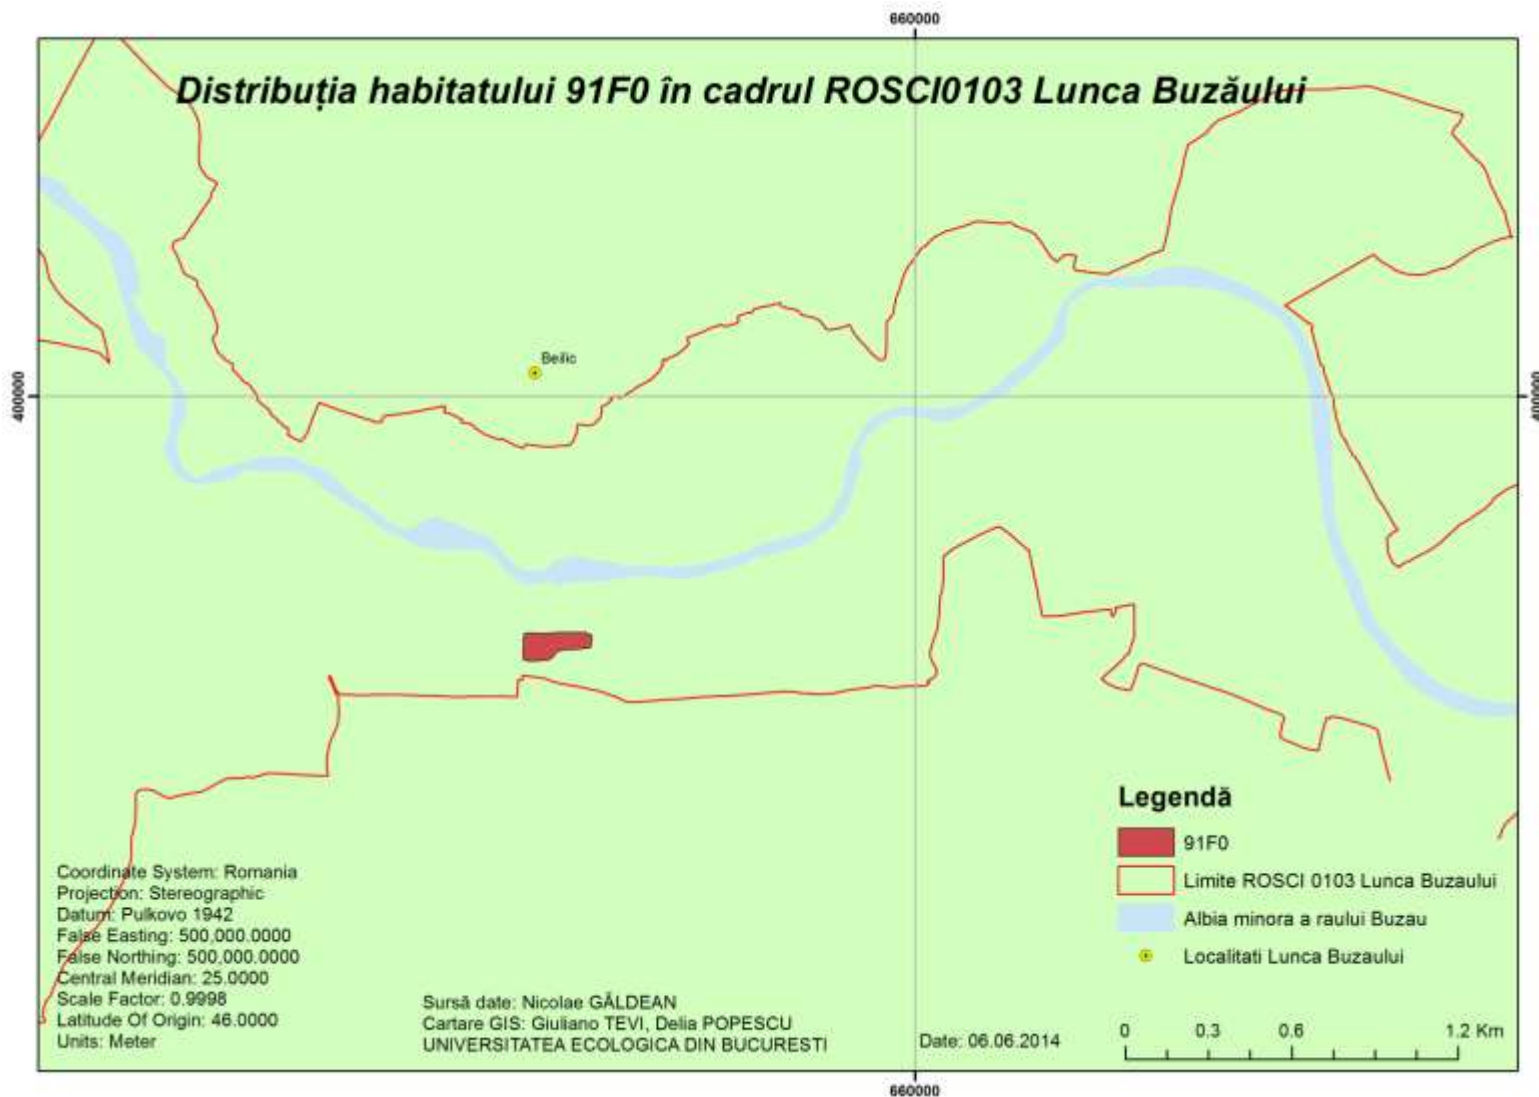 660000
Distribuția habitatului 91F0 în cadrul ROSCI0103 Lunca Buzăului
Beilic
400000
400000
Legendă
91F0
Limite ROSCI 0103 Lunca Buzaului
Albia minora a raului Buzau
Localitati Lunca Buzaului
Coordinate System: Romania
Projection: Stereographic
Datum: Pulkovo 1942
False Easting: 500,000.0000
False Northing: 500,000.0000
Central Meridian: 25.0000
Scale Factor: 0.9998
Latitude Of Origin: 46.0000
Units: Meter
Sursă date: Nicolae GĂLDEAN
Cartare GIS: Giuliano TEVI, Delia POPESCU
UNIVERSITATEA ECOLOGICA DIN BUCURESTI
Date: 06.06.2014
0 0.3 0.6 1.2 Km
660000